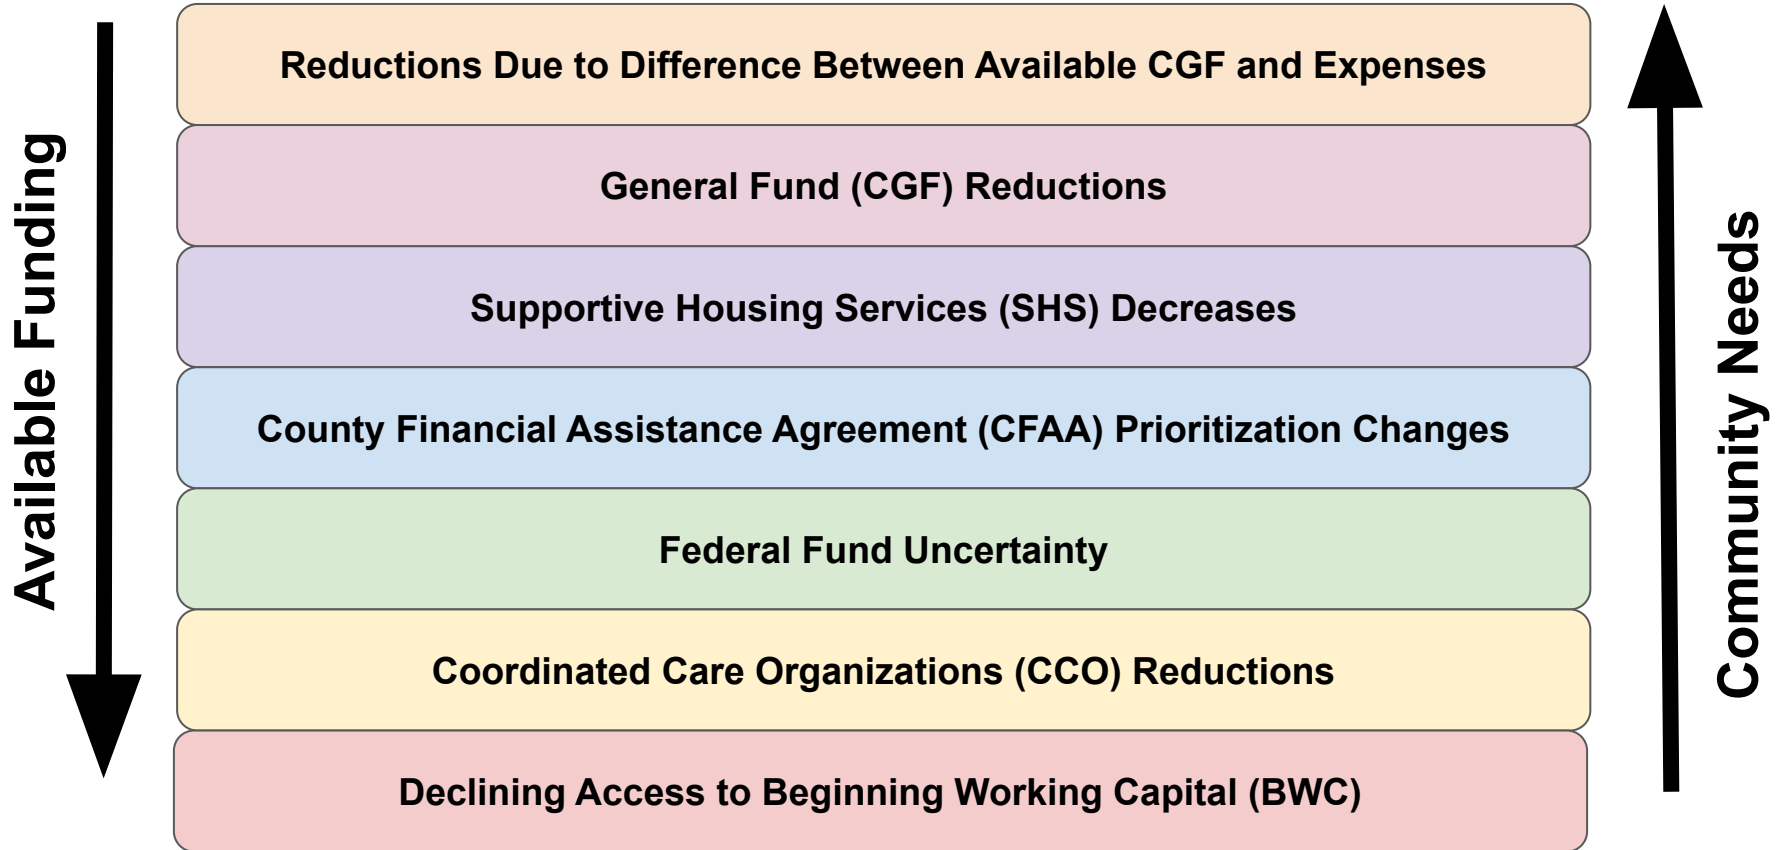 Available Funding
Reductions Due to Difference Between Available CGF and Expenses
General Fund (CGF) Reductions
Supportive Housing Services (SHS) Decreases
County Financial Assistance Agreement (CFAA) Prioritization Changes
Federal Fund Uncertainty
Coordinated Care Organizations (CCO) Reductions
Declining Access to Beginning Working Capital (BWC)
Community Needs